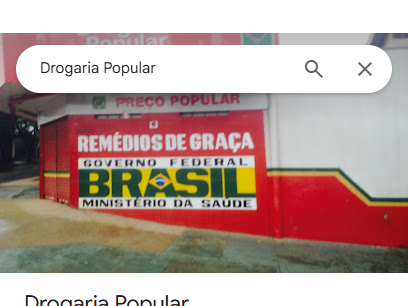 Popular
Drogaria Popular
PREÇO POPULAR
REMÉDIOS DE GRAÇA
GOVERNO FEDERAL
BRASIL
MINISTÉRIO DA SAÚDE
Drogaria Popular